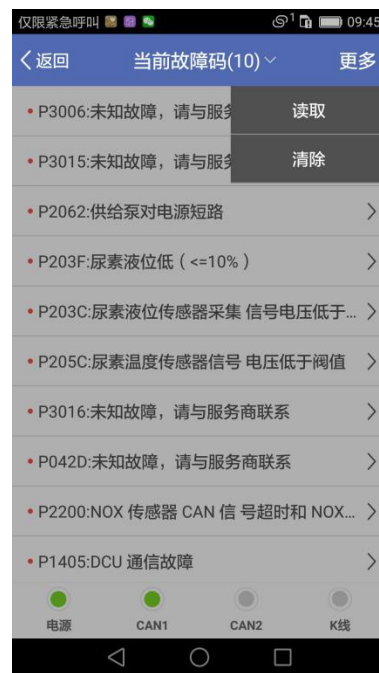 仅限紧急呼叫 1 09:45
返回 当前故障码(10) 更多
• P3006:未知故障，请与服务 读取
• P3015:未知故障，请与服务 清除
• P2062:供给泵对电源短路
• P203F:尿素液位低（<=10%）
• P203C:尿素液位传感器采集 信号电压低于...
• P205C:尿素温度传感器信号 电压低于阀值
• P3016:未知故障，请与服务商联系
• P042D:未知故障，请与服务商联系
• P2200:NOX 传感器 CAN 信 号超时和 NOX...
• P1405:DCU 通信故障
电源 CAN1 CAN2 K线